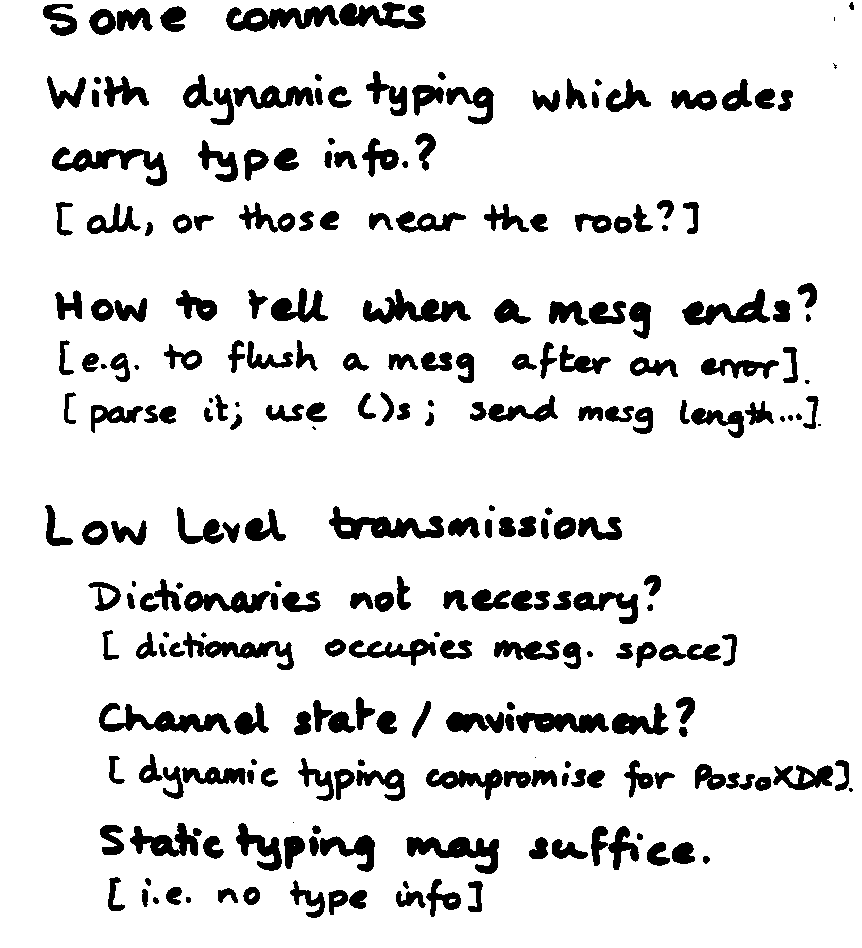 Some comments
With dynamic typing which nodes
carry type info.?
[all, or those near the root?]
How to tell when a mesg ends?
[e.g. to flush a mesg after an error].
[parse it; use ()s; send mesg length...].
Low Level transmissions
Dictionaries not necessary?
[dictionary occupies mesg. space]
Channel state / environment?
[dynamic typing compromise for PossoXDR].
Static typing may suffice.
[i.e. no type info]